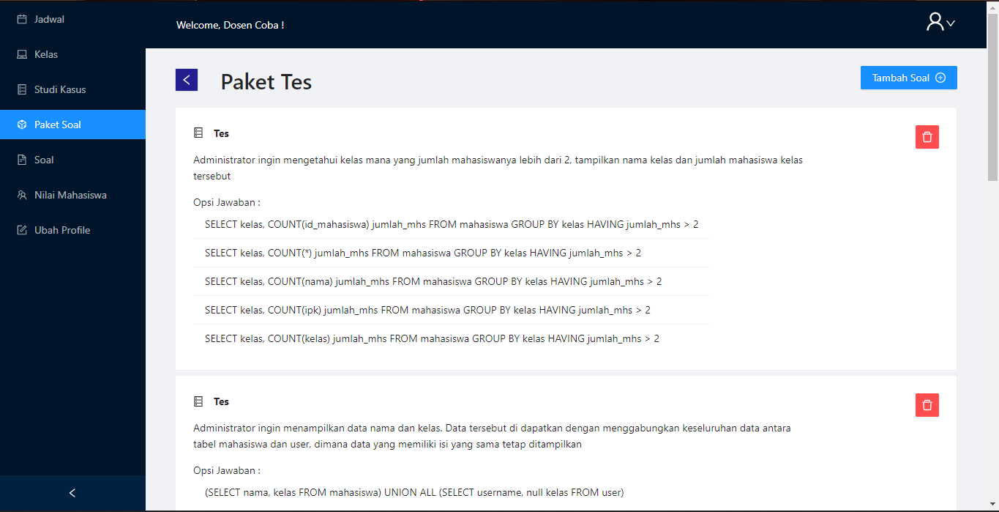 Jadwal
Kelas
Studi Kasus
Paket Soal
Soal
Nilai Mahasiswa
Ubah Profile
Welcome, Dosen Coba !
Paket Tes
Tambah Soal
Tes
Administrator ingin mengetahui kelas mana yang jumlah mahasiswanya lebih dari 2, tampilkan nama kelas dan jumlah mahasiswa kelas
tersebut
Opsi Jawaban :
SELECT kelas, COUNT(id_mahasiswa) jumlah_mhs FROM mahasiswa GROUP BY kelas HAVING jumlah_mhs > 2
SELECT kelas, COUNT(*) jumlah_mhs FROM mahasiswa GROUP BY kelas HAVING jumlah_mhs > 2
SELECT kelas, COUNT(nama) jumlah_mhs FROM mahasiswa GROUP BY kelas HAVING jumlah_mhs > 2
SELECT kelas, COUNT(ipk) jumlah_mhs FROM mahasiswa GROUP BY kelas HAVING jumlah_mhs > 2
SELECT kelas, COUNT(kelas) jumlah_mhs FROM mahasiswa GROUP BY kelas HAVING jumlah_mhs > 2
Tes
Administrator ingin menampilkan data nama dan kelas. Data tersebut di dapatkan dengan menggabungkan keseluruhan data antara
tabel mahasiswa dan user, dimana data yang memiliki isi yang sama tetap ditampilkan
Opsi Jawaban :
(SELECT nama, kelas FROM mahasiswa) UNION ALL (SELECT username, null kelas FROM user)